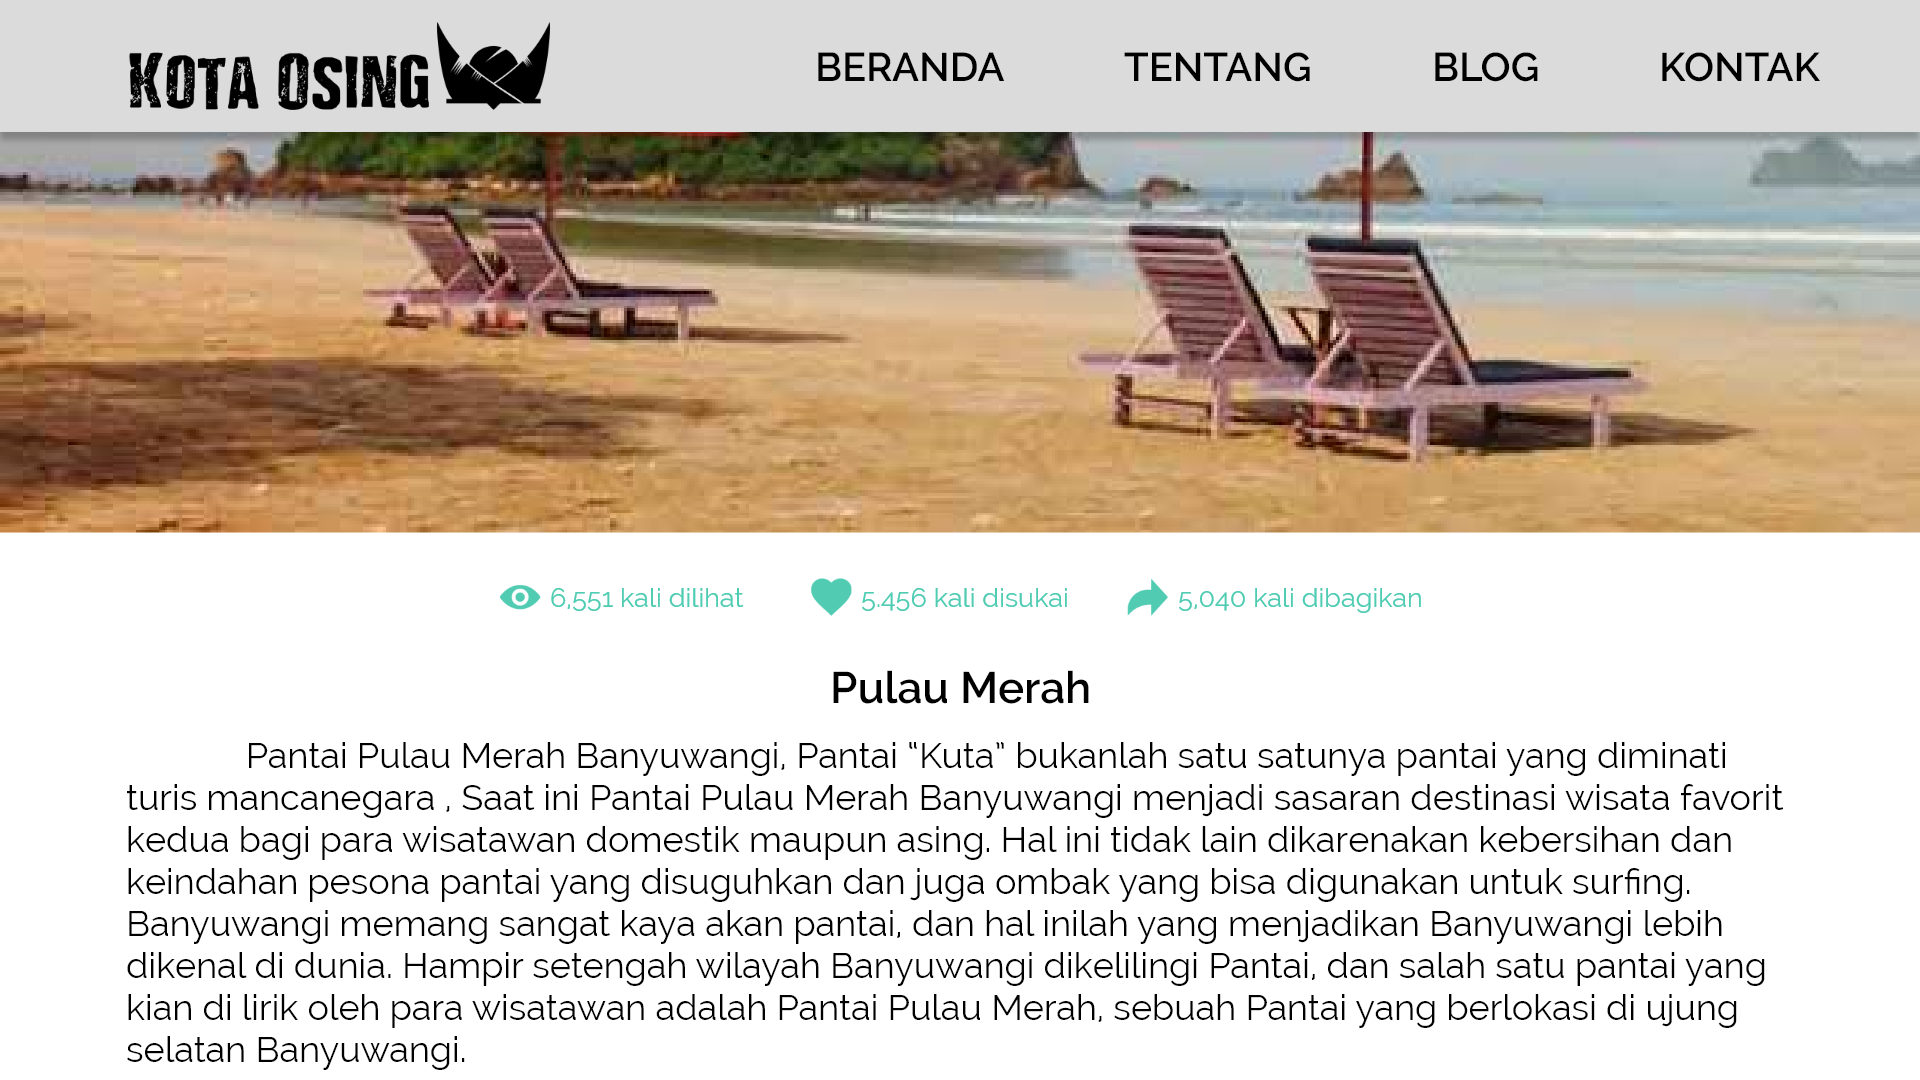 KOTA OSING
BERANDA TENTANG BLOG KONTAK
6,551 kali dilihat 5.456 kali disukai 5,040 kali dibagikan
Pulau Merah
Pantai Pulau Merah Banyuwangi, Pantai “Kuta” bukanlah satu satunya pantai yang diminati
turis mancanegara , Saat ini Pantai Pulau Merah Banyuwangi menjadi sasaran destinasi wisata favorit
kedua bagi para wisatawan domestik maupun asing. Hal ini tidak lain dikarenakan kebersihan dan
keindahan pesona pantai yang disuguhkan dan juga ombak yang bisa digunakan untuk surfing.
Banyuwangi memang sangat kaya akan pantai, dan hal inilah yang menjadikan Banyuwangi lebih
dikenal di dunia. Hampir setengah wilayah Banyuwangi dikelilingi Pantai, dan salah satu pantai yang
kian di lirik oleh para wisatawan adalah Pantai Pulau Merah, sebuah Pantai yang berlokasi di ujung
selatan Banyuwangi.